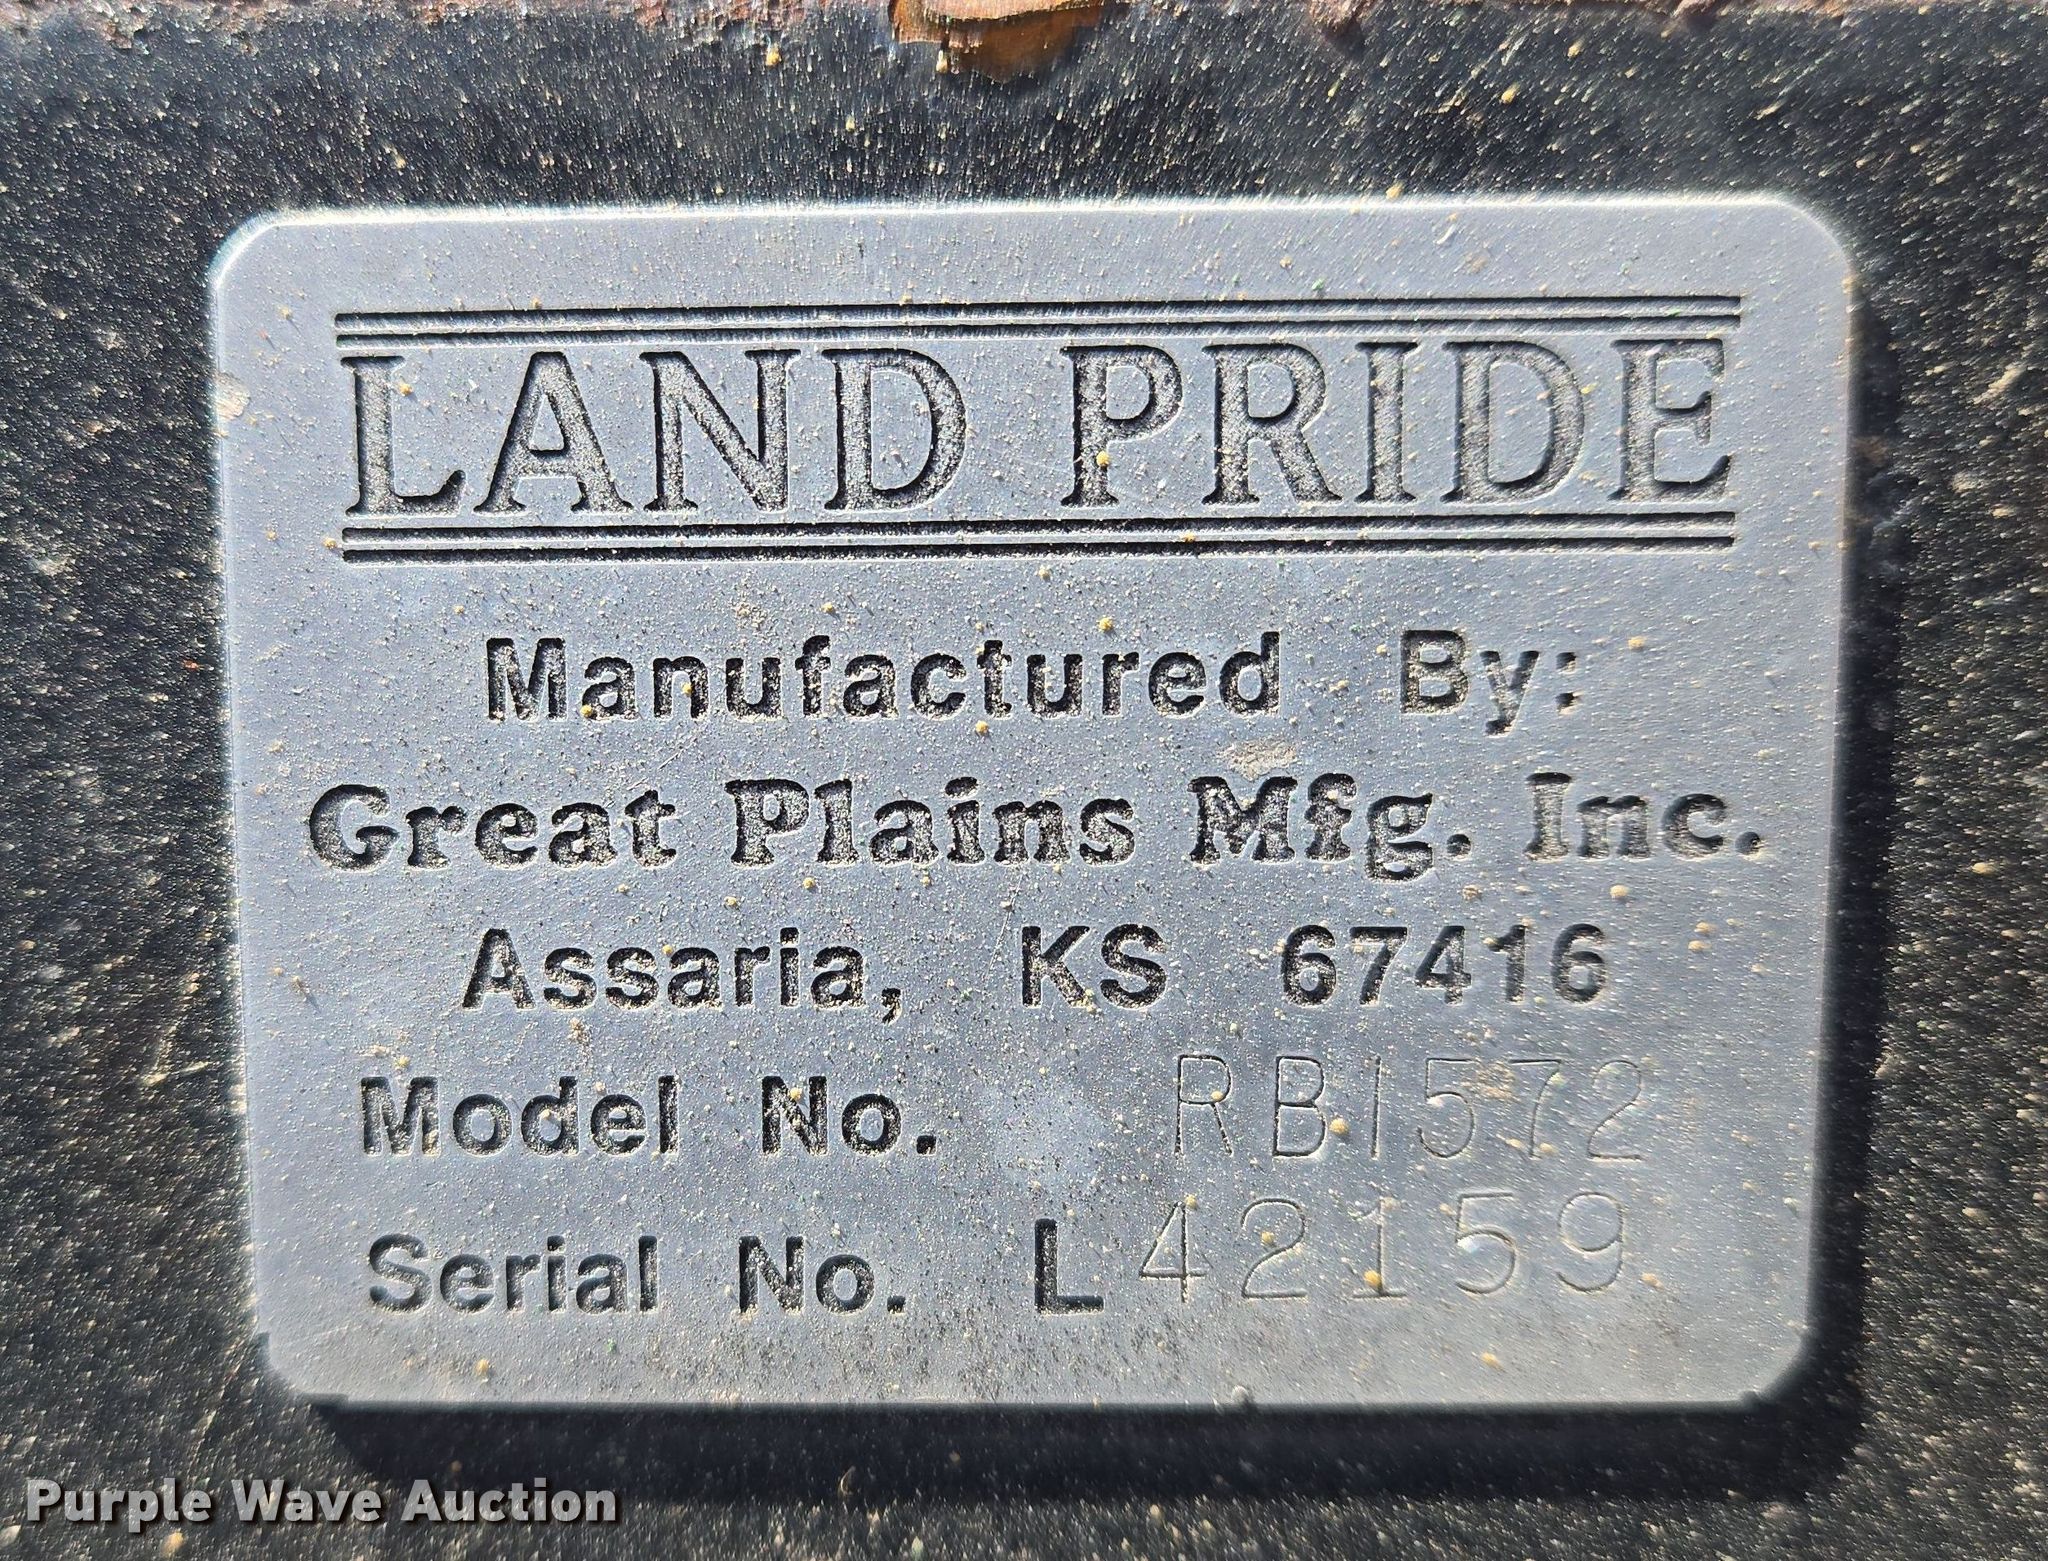 LAND PRIDE
Manufactured By:
Great Plains Mfg. Inc.
Assaria, KS 67416
Model No. RB1572
Serial No. L42159
Purple Wave Auction